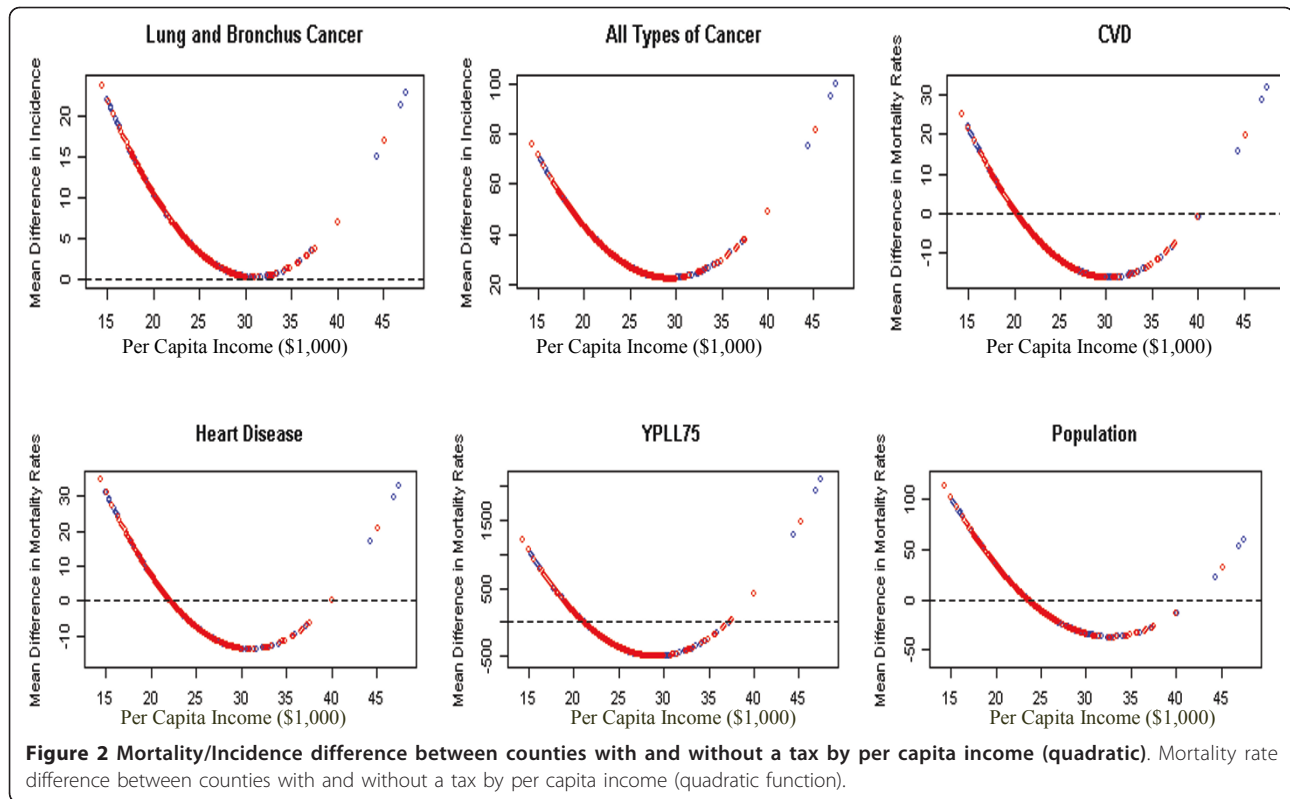 Lung and Bronchus Cancer
Mean Difference in Incidence
20
15
10
5
0
15 20 25 30 35 40 45
Per Capita Income ($1,000)
All Types of Cancer
Mean Difference in Incidence
100
80
60
40
20
15 20 25 30 35 40 45
Per Capita Income ($1,000)
CVD
Mean Difference in Mortality Rates
30
20
10
0
-10
15 20 25 30 35 40 45
Per Capita Income ($1,000)
Heart Disease
Mean Difference in Mortality Rates
30
20
10
0
-10
15 20 25 30 35 40 45
Per Capita Income ($1,000)
YPLL75
Mean Difference in Mortality Rates
1500
500
-500
15 20 25 30 35 40 45
Per Capita Income ($1,000)
Population
Mean Difference in Mortality Rates
100
50
0
-50
15 20 25 30 35 40 45
Per Capita Income ($1,000)
Figure 2 Mortality/Incidence difference between counties with and without a tax by per capita income (quadratic). Mortality rate
difference between counties with and without a tax by per capita income (quadratic function).